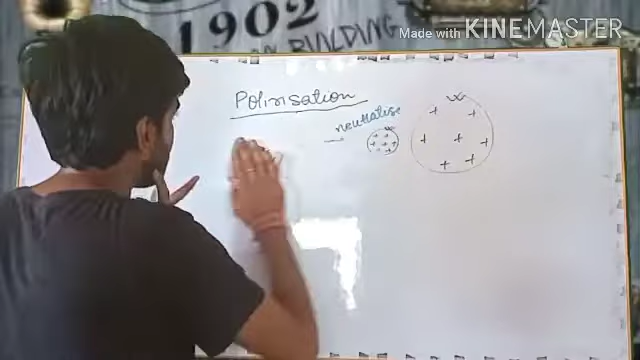 1902
BUILDING
Made with KINEMASTER
Polirisation
neutralise